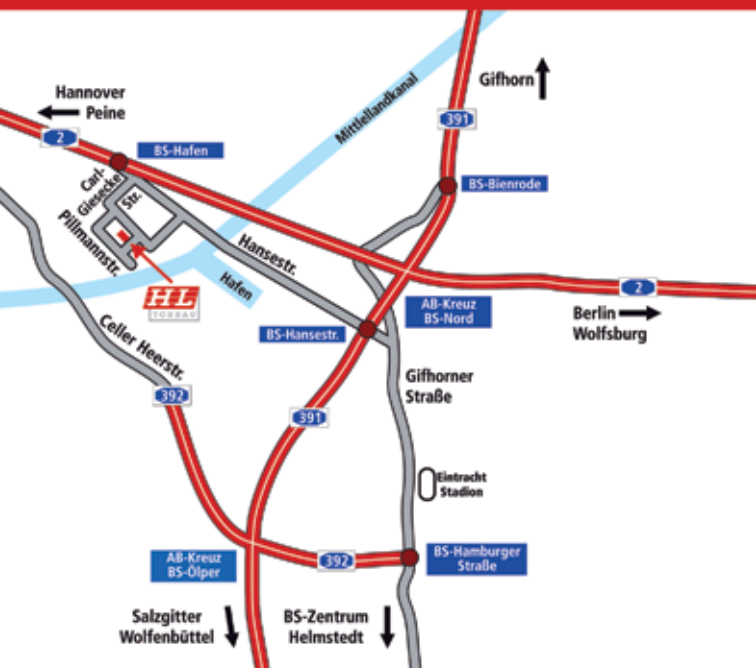 Hannover
Peine
2
BS-Hafen
Carl-
Giesecke
Str.
Pillmannstr.
Mittlellandkanal
Gifhorn
391
BS-Bienrode
Hansestr.
Hafen
HL
TORBAU
2
Berlin
Wolfsburg
AB-Kreuz
BS-Nord
BS-Hansestr.
Celler Heerstr.
392
391
Gifhorner
Straße
Eintracht
Stadion
AB-Kreuz
BS-Ölper
392
BS-Hamburger
Straße
Salzgitter
Wolfenbüttel
BS-Zentrum
Helmstedt